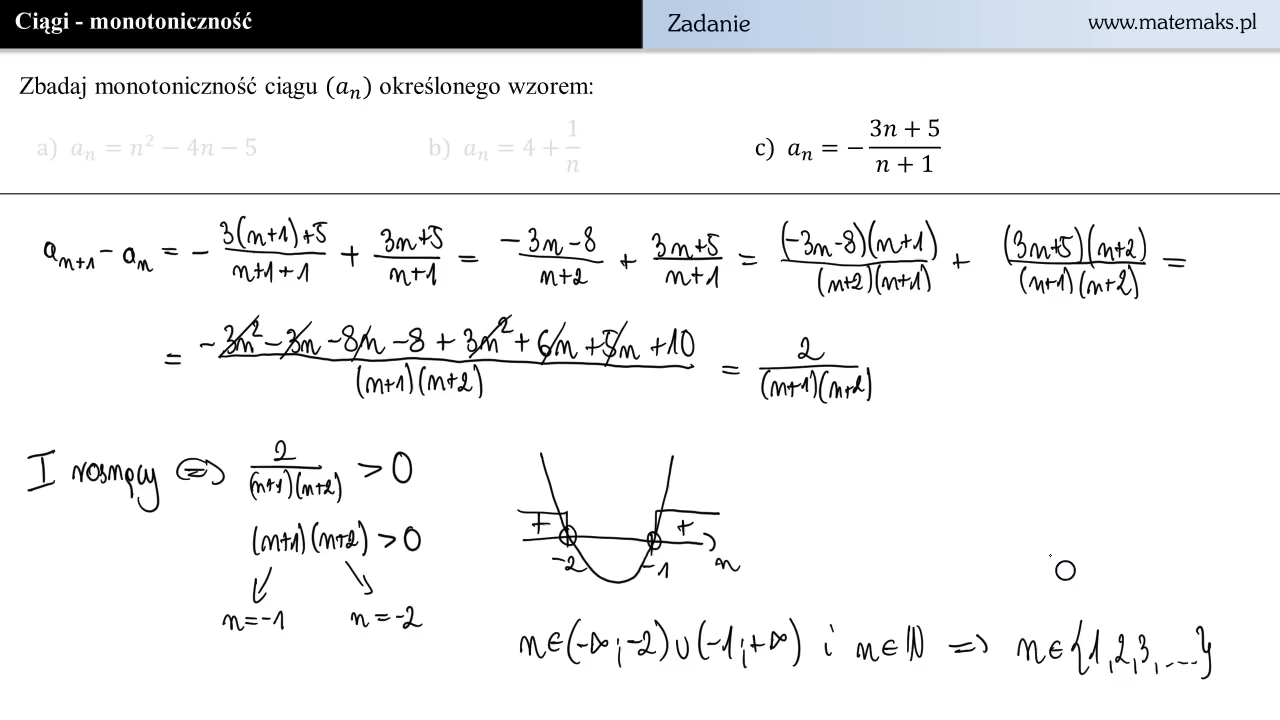 Ciągi - monotoniczność
Zadanie
www.matemaks.pl
Zbadaj monotoniczność ciągu (aₙ) określonego wzorem:
a) aₙ = n² − 4n − 5
b) aₙ = 4 + 1/n
c) aₙ = − (3n + 5)/(n + 1)
aₙ₊₁ − aₙ = − (3(n+1)+5)/(n+1+1) + (3n+5)/(n+1) = (−3n−8)/(n+2) + (3n+5)/(n+1) = ((−3n−8)(n+1))/((n+2)(n+1)) + ((3n+5)(n+2))/((n+1)(n+2)) =
= (−3n²−3n−8n−8+3n²+6n+5n+10)/((n+1)(n+2)) = 2/((n+1)(n+2))
I rosnący ⇔ 2/((n+1)(n+2)) > 0
(n+1)(n+2) > 0
n=−1 n=−2
+ +
−2 −1 n
n∈(−∞;−2)∪(−1;+∞) i n∈ℕ ⇒ n∈{1,2,3,....}